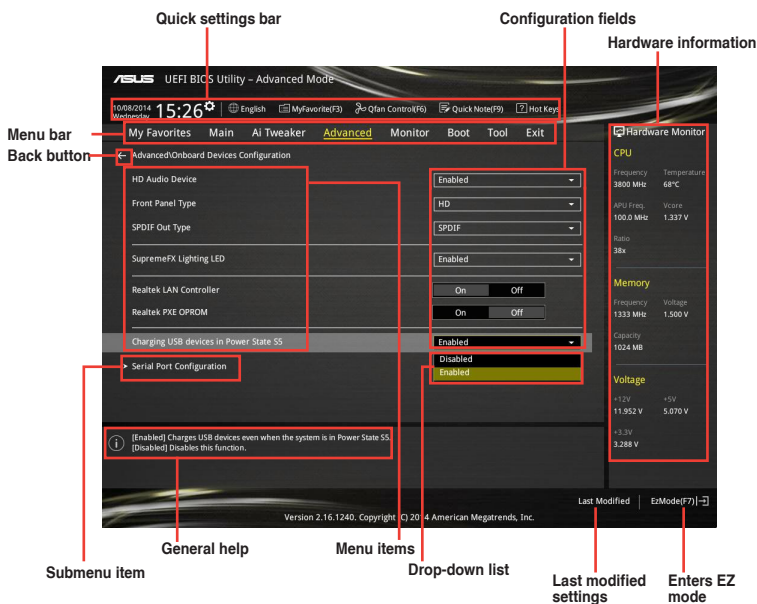 Quick settings bar
Configuration fields
Hardware information
ASUS UEFI BIOS Utility – Advanced Mode
10/08/2014 Wednesday 15:26
English
MyFavorite(F3)
Qfan Control(F6)
Quick Note(F9)
? Hot Keys
Menu bar
My Favorites Main Ai Tweaker Advanced Monitor Boot Tool Exit
Back button
← Advanced\Onboard Devices Configuration
HD Audio Device Enabled
Front Panel Type HD
SPDIF Out Type SPDIF
SupremeFX Lighting LED Enabled
Realtek LAN Controller On Off
Realtek PXE OPROM On Off
Charging USB devices in Power State S5 Enabled
Disabled
Enabled
> Serial Port Configuration
Hardware Monitor
CPU
Frequency Temperature
3800 MHz 68°C
APU Freq. Vcore
100.0 MHz 1.337 V
Ratio
38x
Memory
Frequency Voltage
1333 MHz 1.500 V
Capacity
1024 MB
Voltage
+12V +5V
11.952 V 5.070 V
+3.3V
3.288 V
[Enabled] Charges USB devices even when the system is in Power State S5.
[Disabled] Disables this function.
Last Modified
EzMode(F7)
Version 2.16.1240. Copyright (C) 2014 American Megatrends, Inc.
General help
Menu items
Submenu item
Drop-down list
Last modified settings
Enters EZ mode